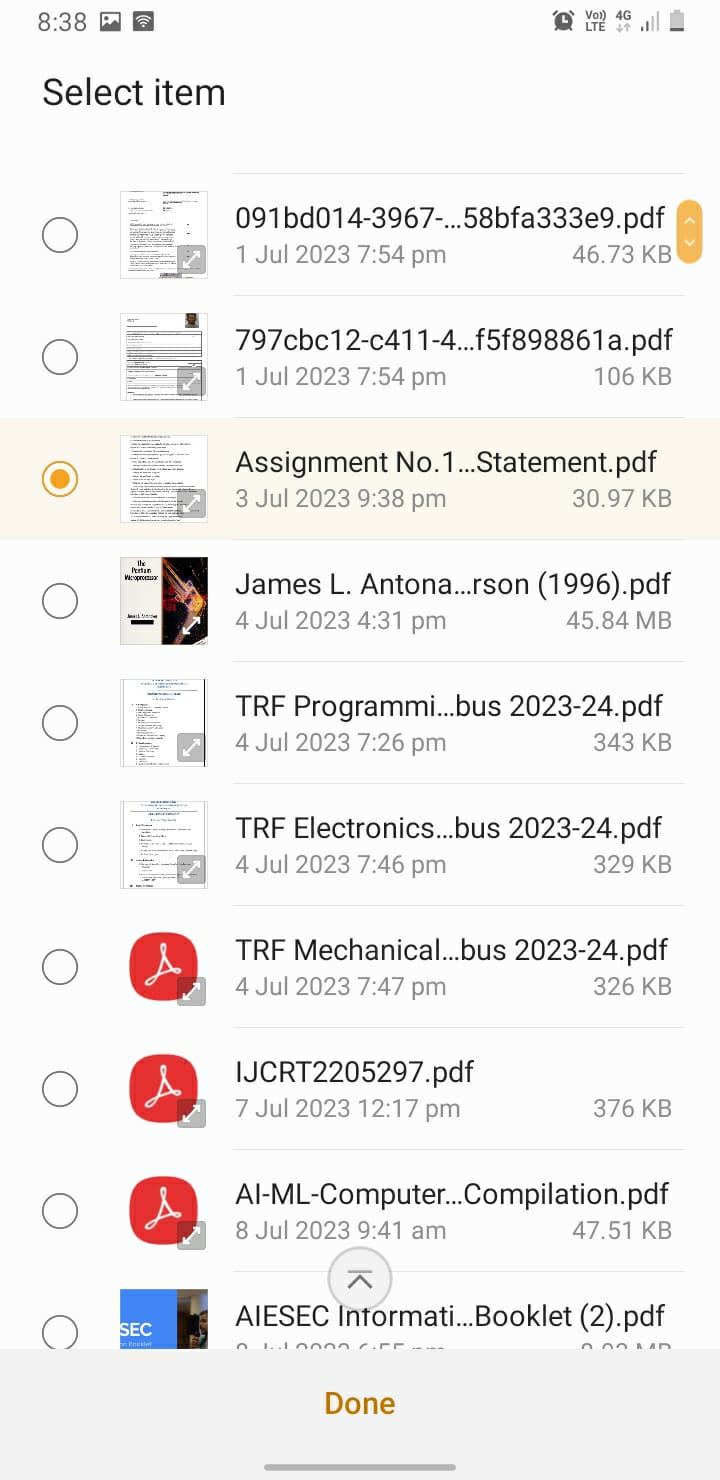 8:38
Vo))
LTE
4G
Select item
091bd014-3967-...58bfa333e9.pdf
1 Jul 2023 7:54 pm 46.73 KB
797cbc12-c411-4...f5f898861a.pdf
1 Jul 2023 7:54 pm 106 KB
Assignment No.1...Statement.pdf
3 Jul 2023 9:38 pm 30.97 KB
The
Pentium
Microprocessor
James L. Antona...rson (1996).pdf
4 Jul 2023 4:31 pm 45.84 MB
TRF Programmi...bus 2023-24.pdf
4 Jul 2023 7:26 pm 343 KB
TRF Electronics...bus 2023-24.pdf
4 Jul 2023 7:46 pm 329 KB
TRF Mechanical...bus 2023-24.pdf
4 Jul 2023 7:47 pm 326 KB
IJCRT2205297.pdf
7 Jul 2023 12:17 pm 376 KB
AI-ML-Computer...Compilation.pdf
8 Jul 2023 9:41 am 47.51 KB
SEC
AIESEC Informati...Booklet (2).pdf
Done